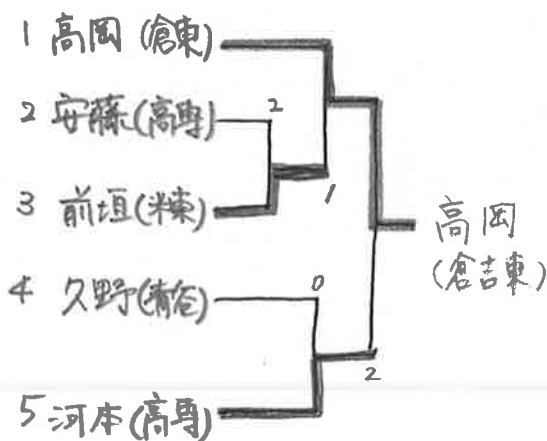 1 高岡 (倉東)
2 安藤 (高専)
2
3 前垣 (米東)
1
高岡
(倉吉東)
4 久野 (青谷)
0
2
5 河本 (高専)